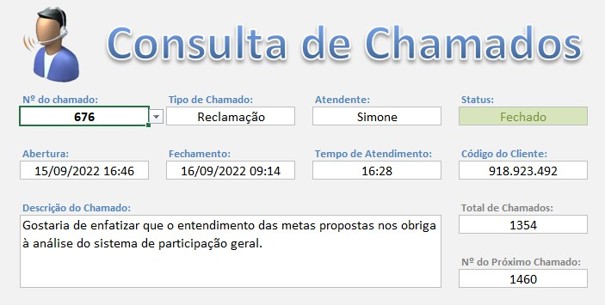 Consulta de Chamados
Nº do chamado: Tipo de Chamado: Atendente: Status:
676 Reclamação Simone Fechado
Abertura: Fechamento: Tempo de Atendimento: Código do Cliente:
15/09/2022 16:46 16/09/2022 09:14 16:28 918.923.492
Descrição do Chamado: Total de Chamados:
Gostaria de enfatizar que o entendimento das metas propostas nos obriga 1354
à análise do sistema de participação geral.
Nº do Próximo Chamado:
1460